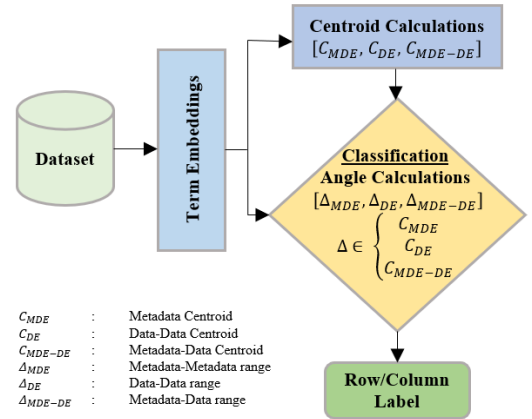 Centroid Calculations
[C_MDE, C_DE, C_MDE−DE]
Dataset
Term Embeddings
Classification
Angle Calculations
[Δ_MDE, Δ_DE, Δ_MDE−DE]
Δ ∈ { C_MDE
C_DE
C_MDE−DE
Row/Column
Label
C_MDE : Metadata Centroid
C_DE : Data-Data Centroid
C_MDE−DE : Metadata-Data Centroid
Δ_MDE : Metadata-Metadata range
Δ_DE : Data-Data range
Δ_MDE−DE : Metadata-Data range